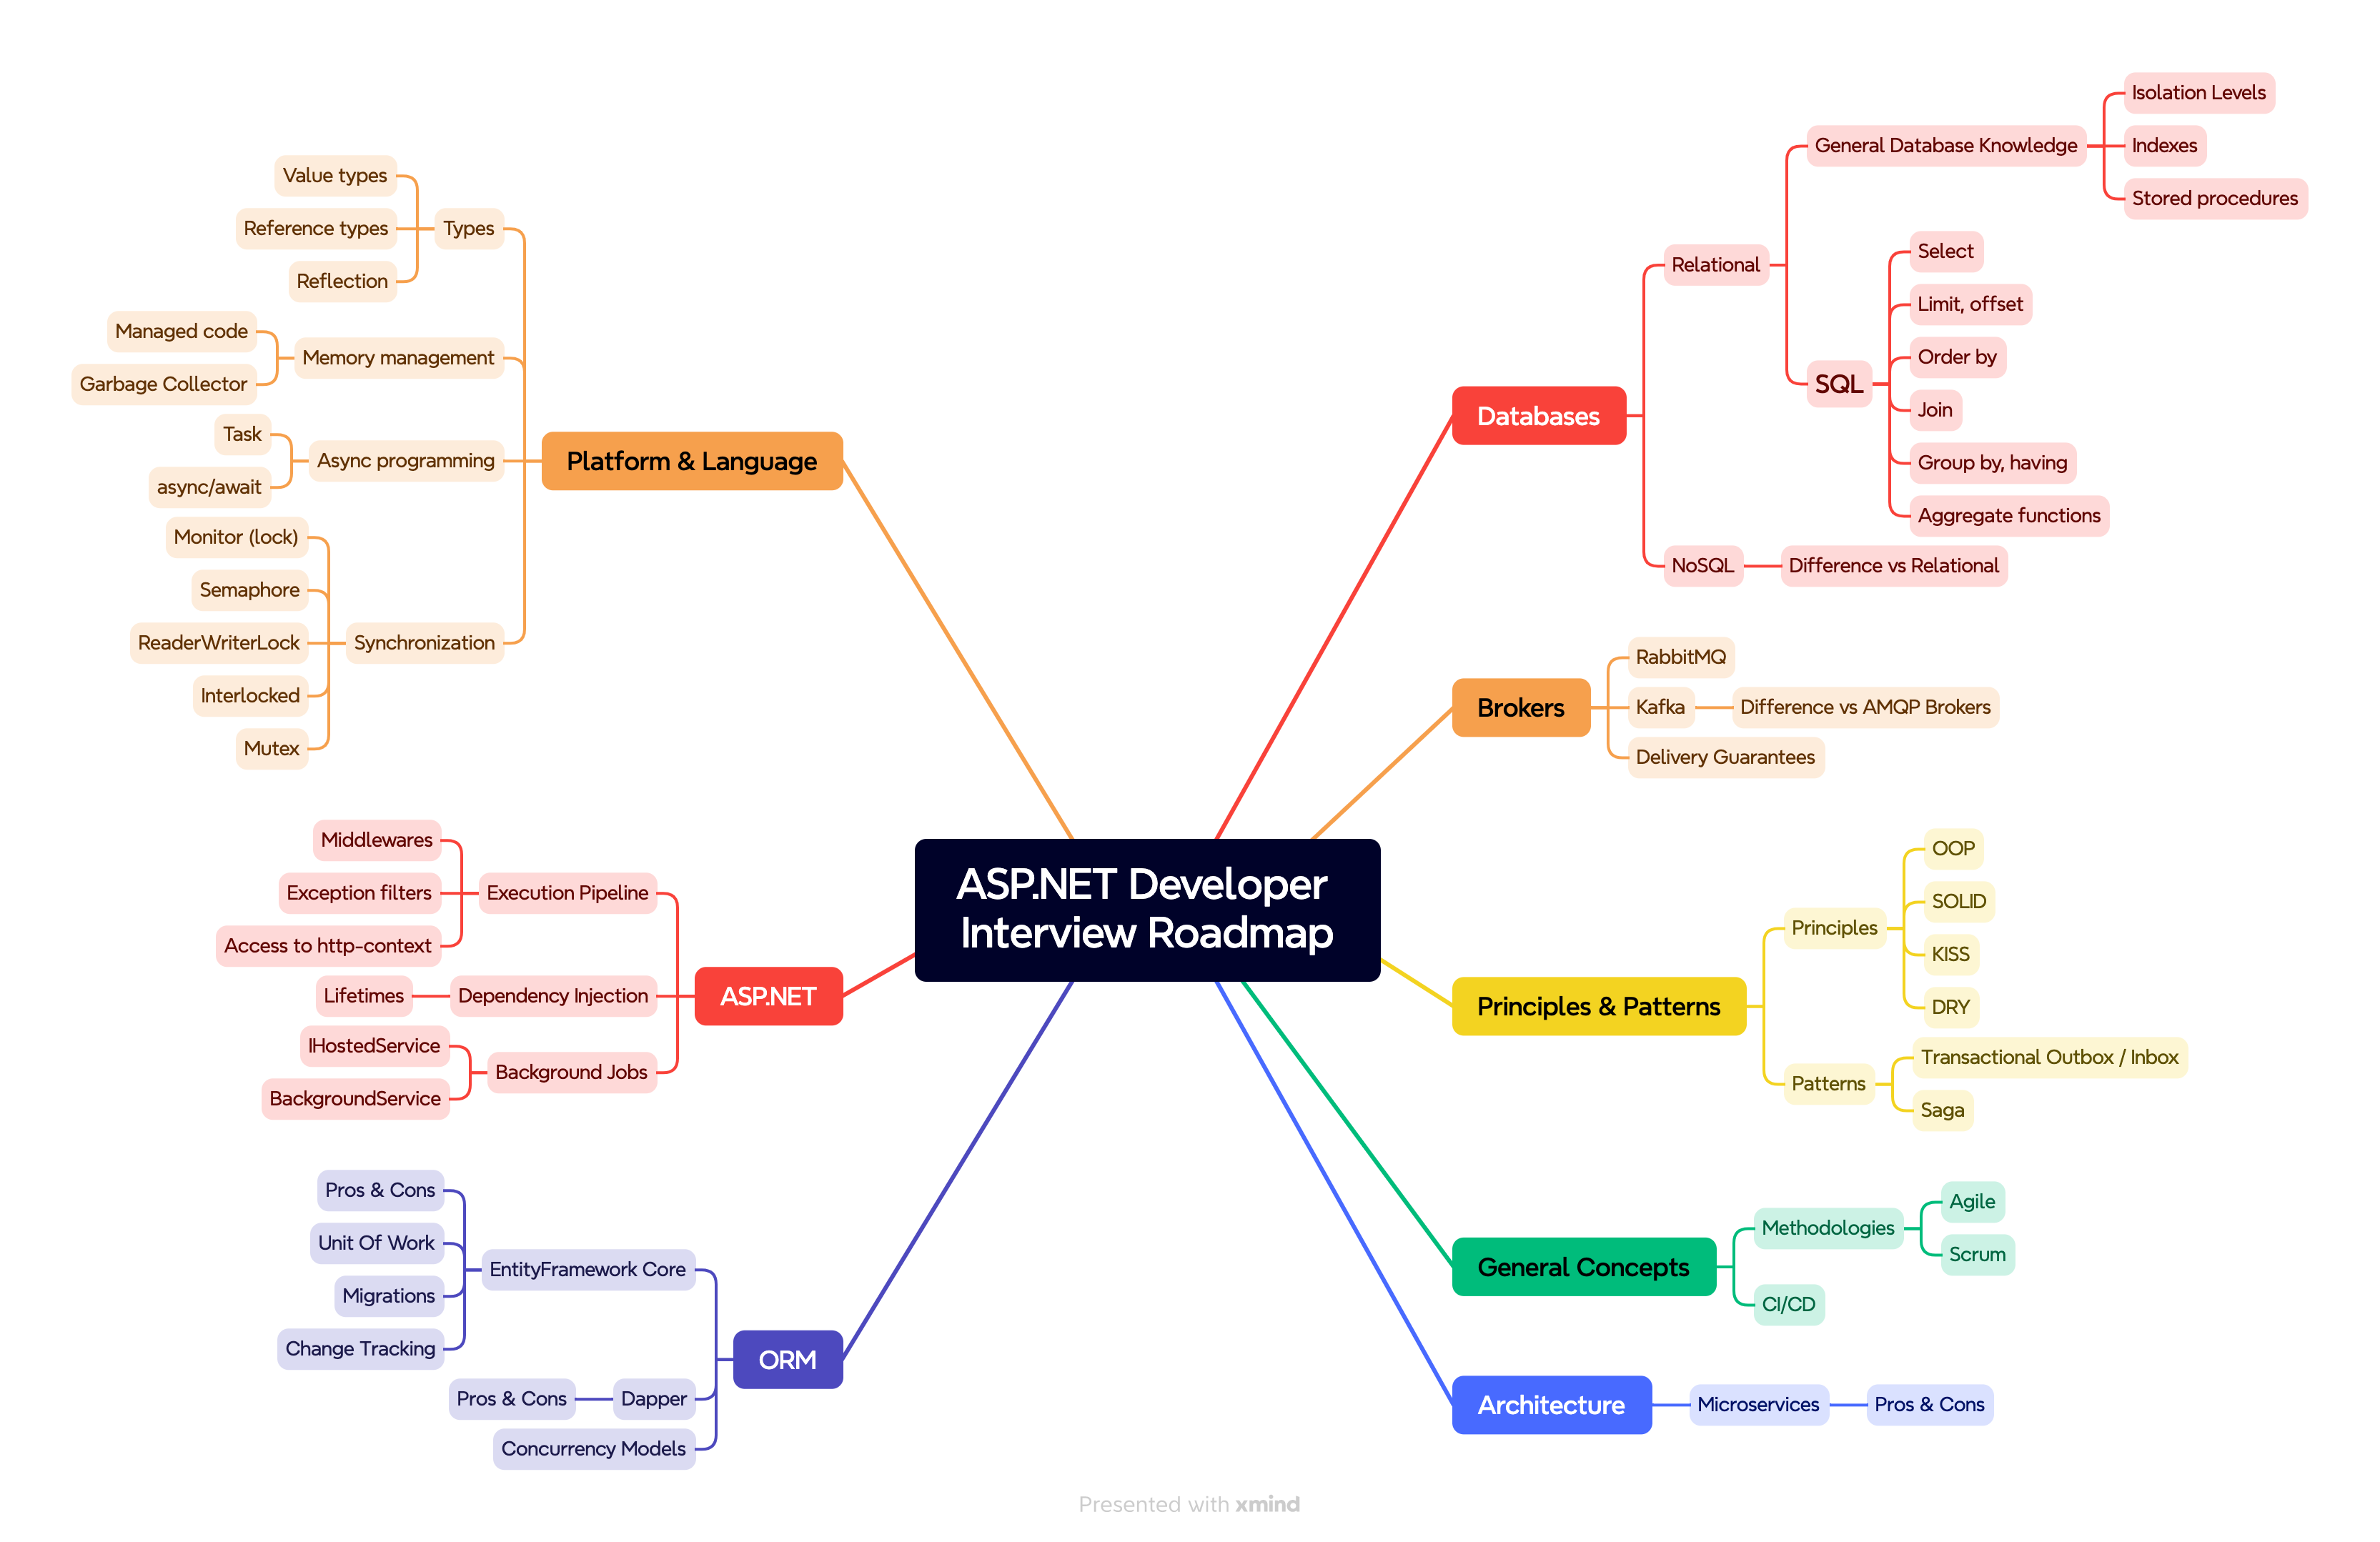 ASP.NET Developer
Interview Roadmap
Platform & Language
Types
Value types
Reference types
Reflection
Memory management
Managed code
Garbage Collector
Async programming
Task
async/await
Synchronization
Monitor (lock)
Semaphore
ReaderWriterLock
Interlocked
Mutex
ASP.NET
Execution Pipeline
Middlewares
Exception filters
Access to http-context
Dependency Injection
Lifetimes
Background Jobs
IHostedService
BackgroundService
ORM
EntityFramework Core
Pros & Cons
Unit Of Work
Migrations
Change Tracking
Dapper
Pros & Cons
Concurrency Models
Databases
Relational
General Database Knowledge
Isolation Levels
Indexes
Stored procedures
SQL
Select
Limit, offset
Order by
Join
Group by, having
Aggregate functions
NoSQL
Difference vs Relational
Brokers
RabbitMQ
Kafka
Difference vs AMQP Brokers
Delivery Guarantees
Principles & Patterns
Principles
OOP
SOLID
KISS
DRY
Patterns
Transactional Outbox / Inbox
Saga
General Concepts
Methodologies
Agile
Scrum
CI/CD
Architecture
Microservices
Pros & Cons
Presented with xmind